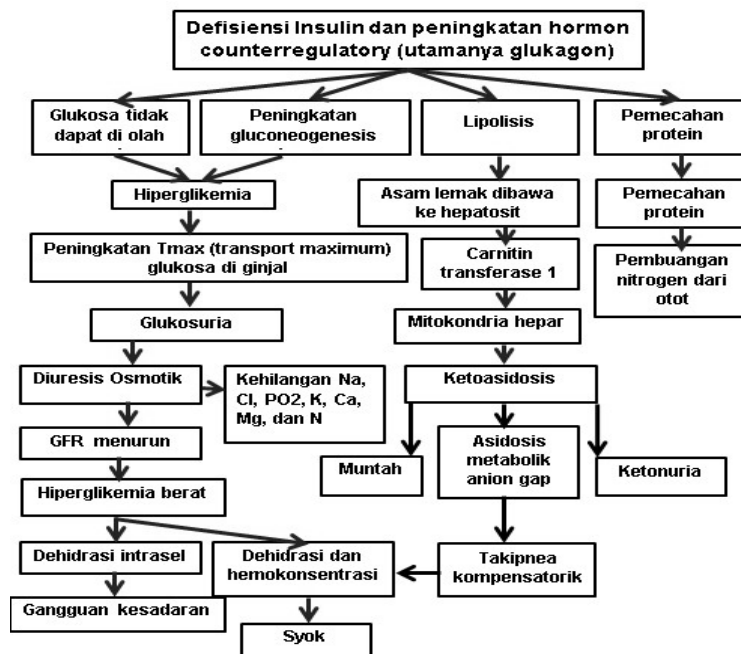 Defisiensi Insulin dan peningkatan hormon
counterregulatory (utamanya glukagon)
Glukosa tidak
dapat di olah
Peningkatan
gluconeogenesis
Lipolisis
Pemecahan
protein
Hiperglikemia
Asam lemak dibawa
ke hepatosit
Pemecahan
protein
Peningkatan Tmax (transport maximum)
glukosa di ginjal
Carnitin
transferase 1
Pembuangan
nitrogen dari
otot
Glukosuria
Mitokondria hepar
Diuresis Osmotik
Kehilangan Na,
Cl, PO2, K, Ca,
Mg, dan N
Ketoasidosis
GFR menurun
Muntah
Asidosis
metabolik
anion gap
Ketonuria
Hiperglikemia berat
Dehidrasi intrasel
Dehidrasi dan
hemokonsentrasi
Takipnea
kompensatorik
Gangguan kesadaran
Syok